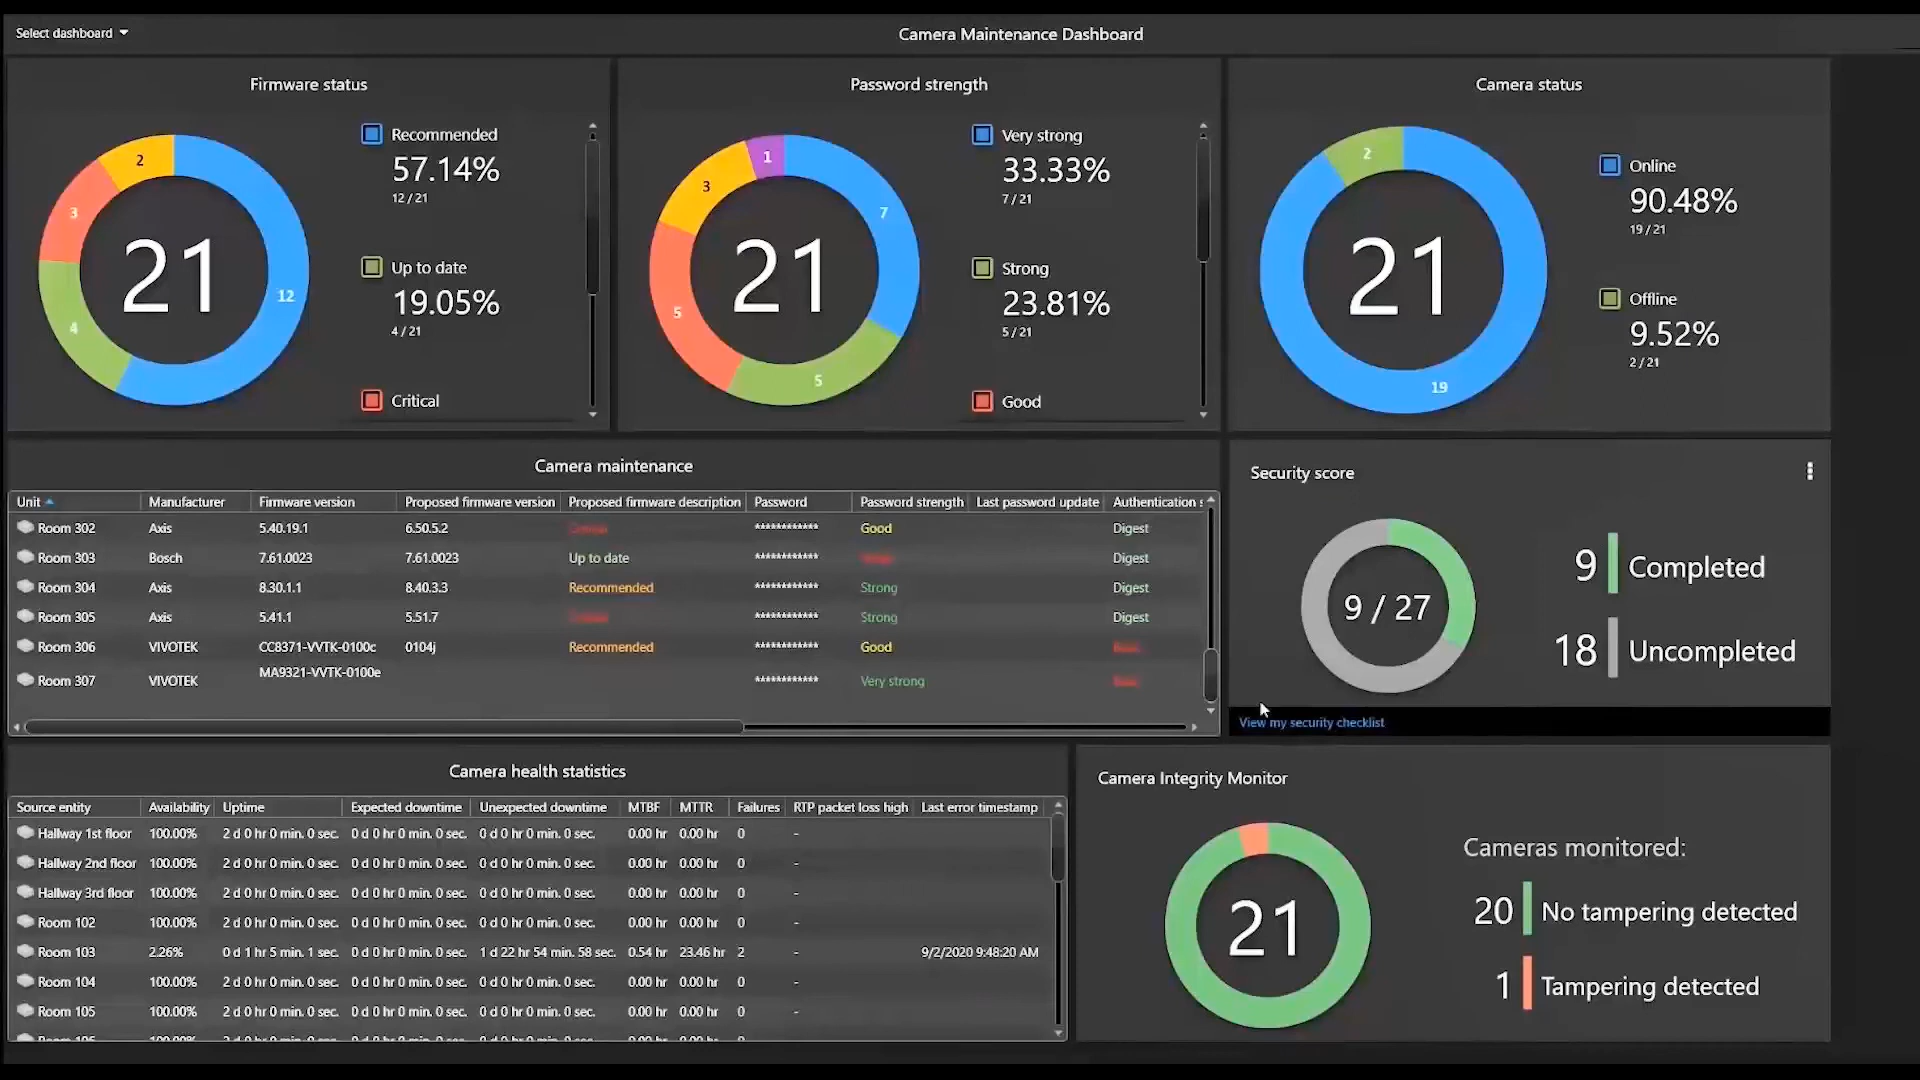 Select dashboard
Camera Maintenance Dashboard
Firmware status
2
3
4
12
21
Recommended
57.14%
12 / 21
Up to date
19.05%
4 / 21
Critical
Password strength
1
3
7
5
5
21
Very strong
33.33%
7 / 21
Strong
23.81%
5 / 21
Good
Camera status
2
19
21
Online
90.48%
19 / 21
Offline
9.52%
2 / 21
Camera maintenance
Unit Manufacturer Firmware version Proposed firmware version Proposed firmware description Password Password strength Last password update Authentication s
Room 302 Axis 5.40.19.1 6.50.5.2 ************ Good Digest
Room 303 Bosch 7.61.0023 7.61.0023 Up to date ************ Digest
Room 304 Axis 8.30.1.1 8.40.3.3 Recommended ************ Strong Digest
Room 305 Axis 5.41.1 5.51.7 ************ Strong Digest
Room 306 VIVOTEK CC8371-VVTK-0100c 0104j Recommended ************ Good
Room 307 VIVOTEK MA9321-VVTK-0100e ************ Very strong
Security score
9 / 27
9 Completed
18 Uncompleted
View my security checklist
Camera health statistics
Source entity Availability Uptime Expected downtime Unexpected downtime MTBF MTTR Failures RTP packet loss high Last error timestamp
Hallway 1st floor 100.00% 2 d 0 hr 0 min. 0 sec. 0 d 0 hr 0 min. 0 sec. 0 d 0 hr 0 min. 0 sec. 0.00 hr 0.00 hr 0 -
Hallway 2nd floor 100.00% 2 d 0 hr 0 min. 0 sec. 0 d 0 hr 0 min. 0 sec. 0 d 0 hr 0 min. 0 sec. 0.00 hr 0.00 hr 0 -
Hallway 3rd floor 100.00% 2 d 0 hr 0 min. 0 sec. 0 d 0 hr 0 min. 0 sec. 0 d 0 hr 0 min. 0 sec. 0.00 hr 0.00 hr 0 -
Room 102 100.00% 2 d 0 hr 0 min. 0 sec. 0 d 0 hr 0 min. 0 sec. 0 d 0 hr 0 min. 0 sec. 0.00 hr 0.00 hr 0 -
Room 103 2.26% 0 d 1 hr 5 min. 1 sec. 0 d 0 hr 0 min. 0 sec. 1 d 22 hr 54 min. 58 sec. 0.54 hr 23.46 hr 2 - 9/2/2020 9:48:20 AM
Room 104 100.00% 2 d 0 hr 0 min. 0 sec. 0 d 0 hr 0 min. 0 sec. 0 d 0 hr 0 min. 0 sec. 0.00 hr 0.00 hr 0 -
Room 105 100.00% 2 d 0 hr 0 min. 0 sec. 0 d 0 hr 0 min. 0 sec. 0 d 0 hr 0 min. 0 sec. 0.00 hr 0.00 hr 0 -
Camera Integrity Monitor
21
Cameras monitored:
20 No tampering detected
1 Tampering detected